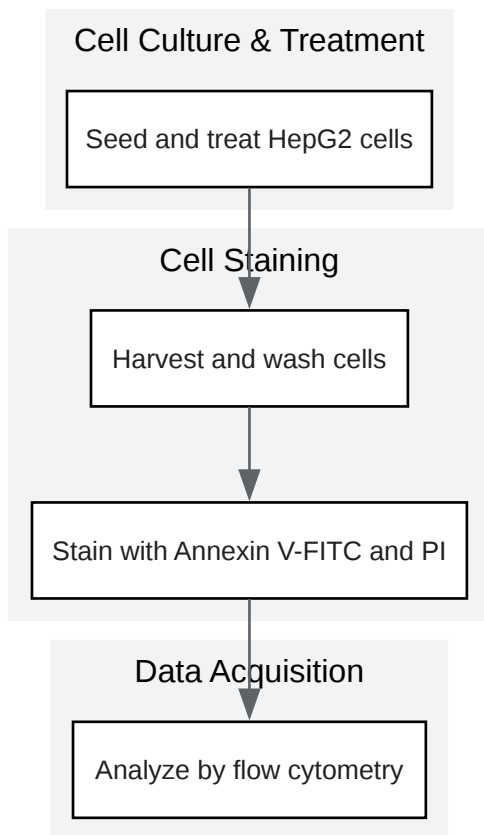 Cell Culture & Treatment
Seed and treat HepG2 cells
Cell Staining
Harvest and wash cells
Stain with Annexin V-FITC and PI
Data Acquisition
Analyze by flow cytometry